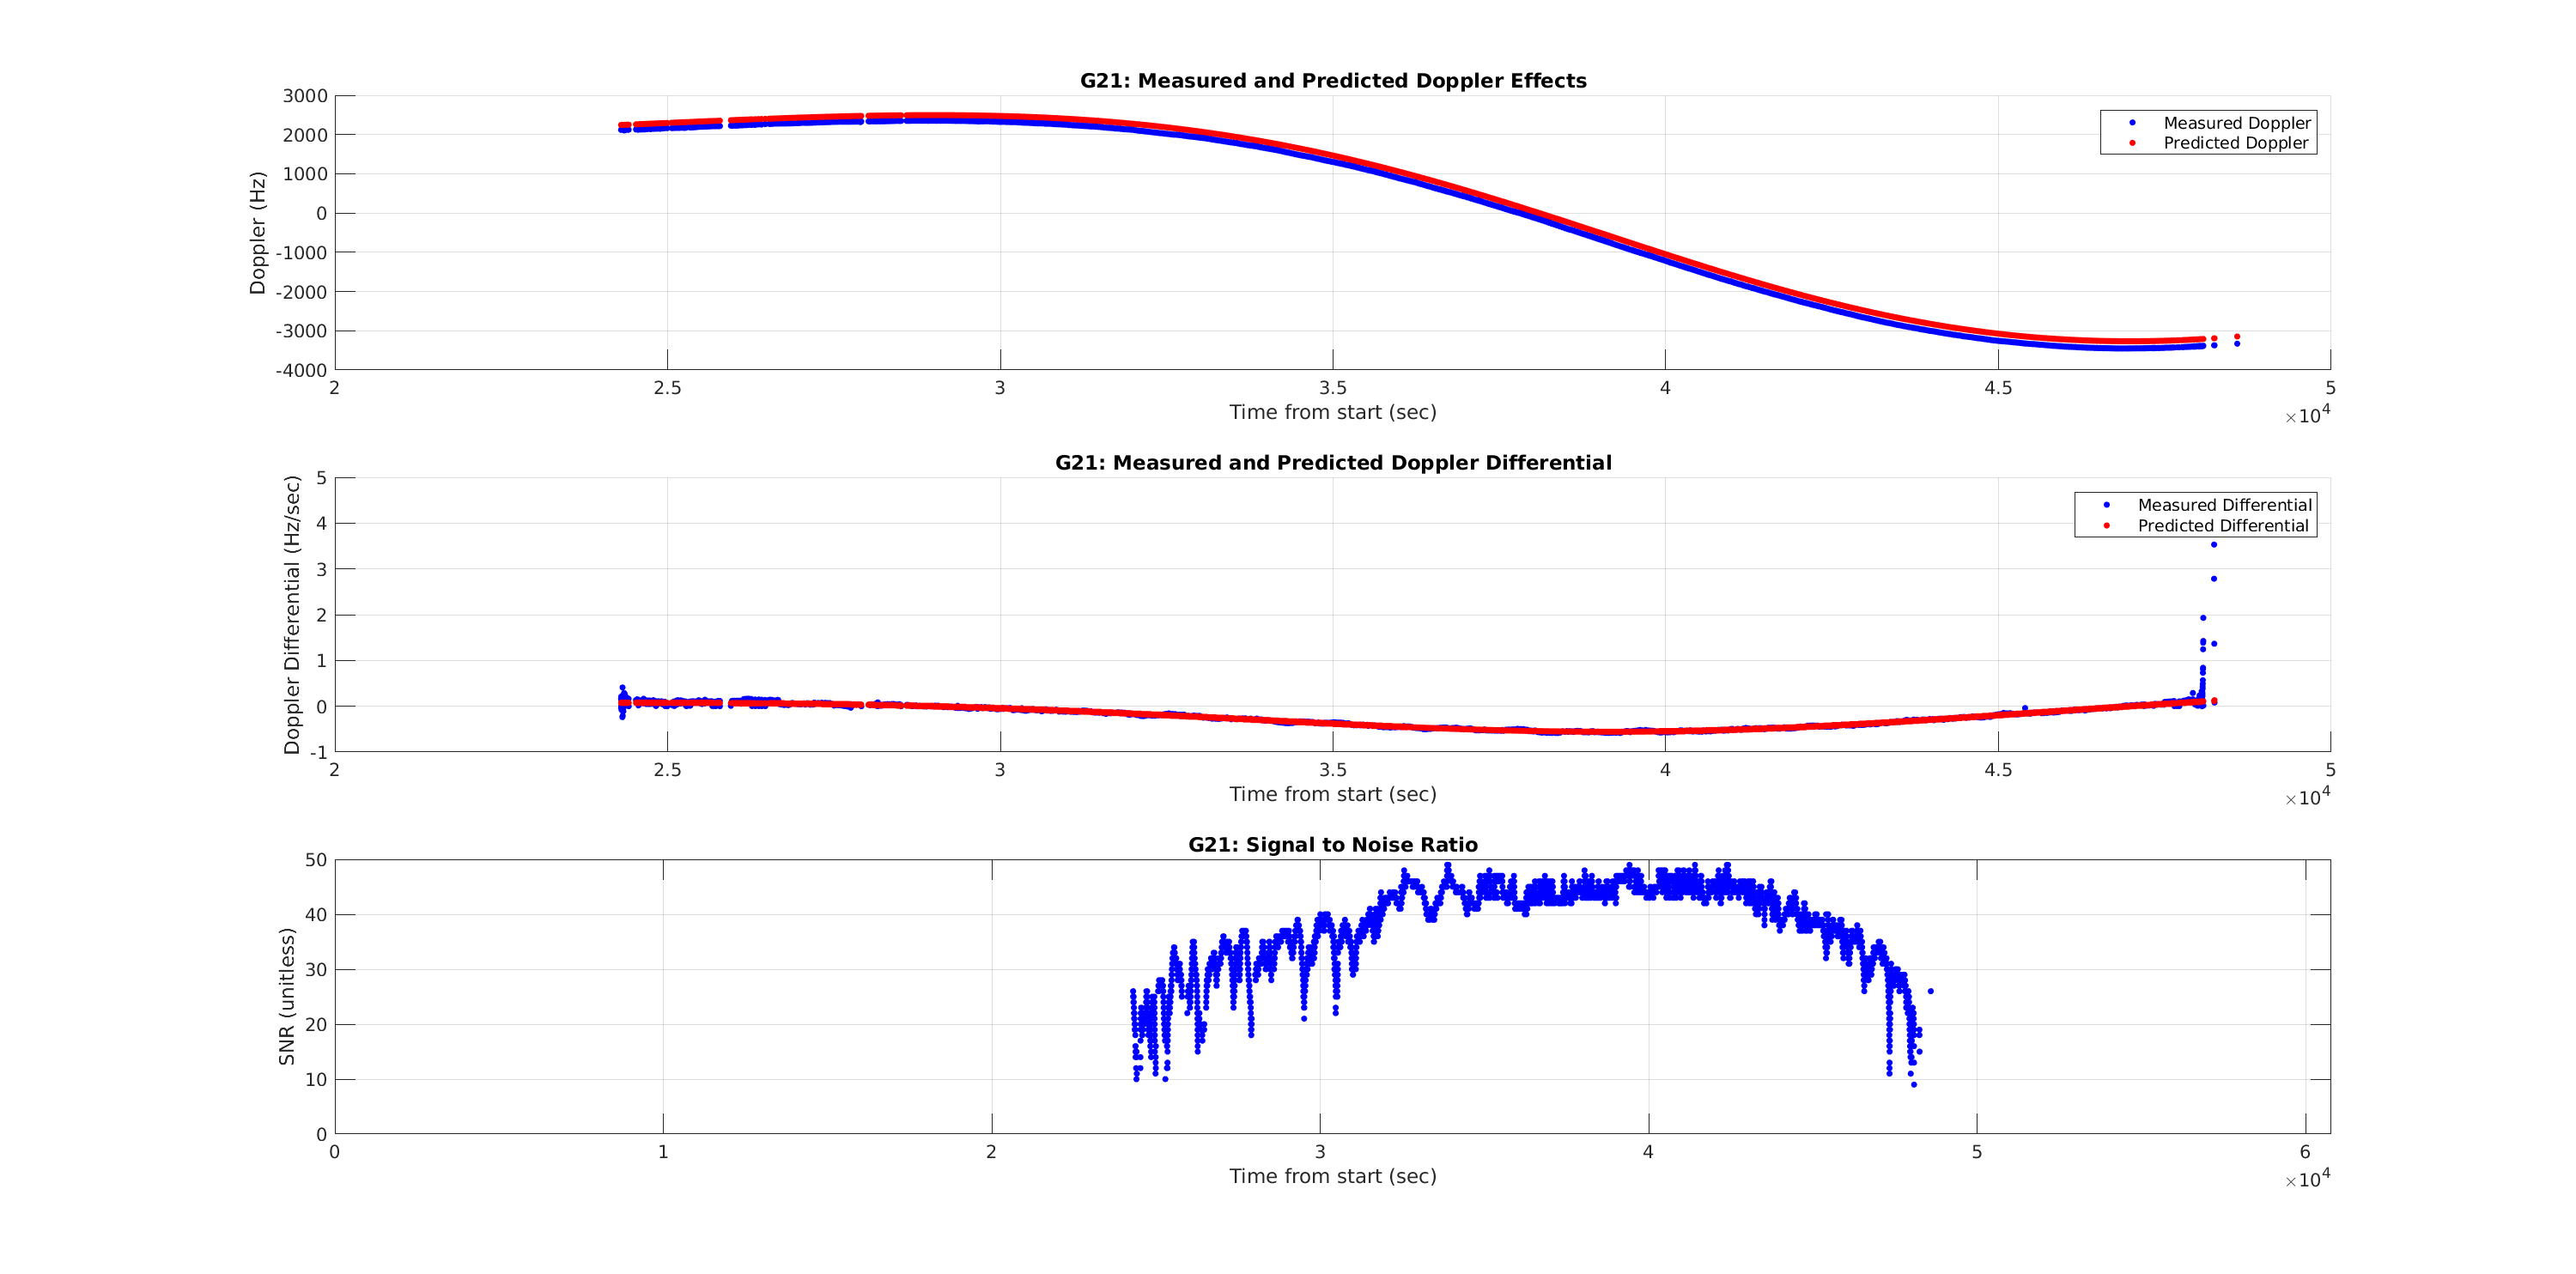 G21: Measured and Predicted Doppler Effects
3000
2000
1000
0
-1000
-2000
-3000
-4000
Doppler (Hz)
Measured Doppler
Predicted Doppler
2 2.5 3 3.5 4 4.5 5
Time from start (sec)
×10^4
G21: Measured and Predicted Doppler Differential
5
4
3
2
1
0
-1
Doppler Differential (Hz/sec)
Measured Differential
Predicted Differential
2 2.5 3 3.5 4 4.5 5
Time from start (sec)
×10^4
G21: Signal to Noise Ratio
50
40
30
20
10
0
SNR (unitless)
0 1 2 3 4 5 6
Time from start (sec)
×10^4